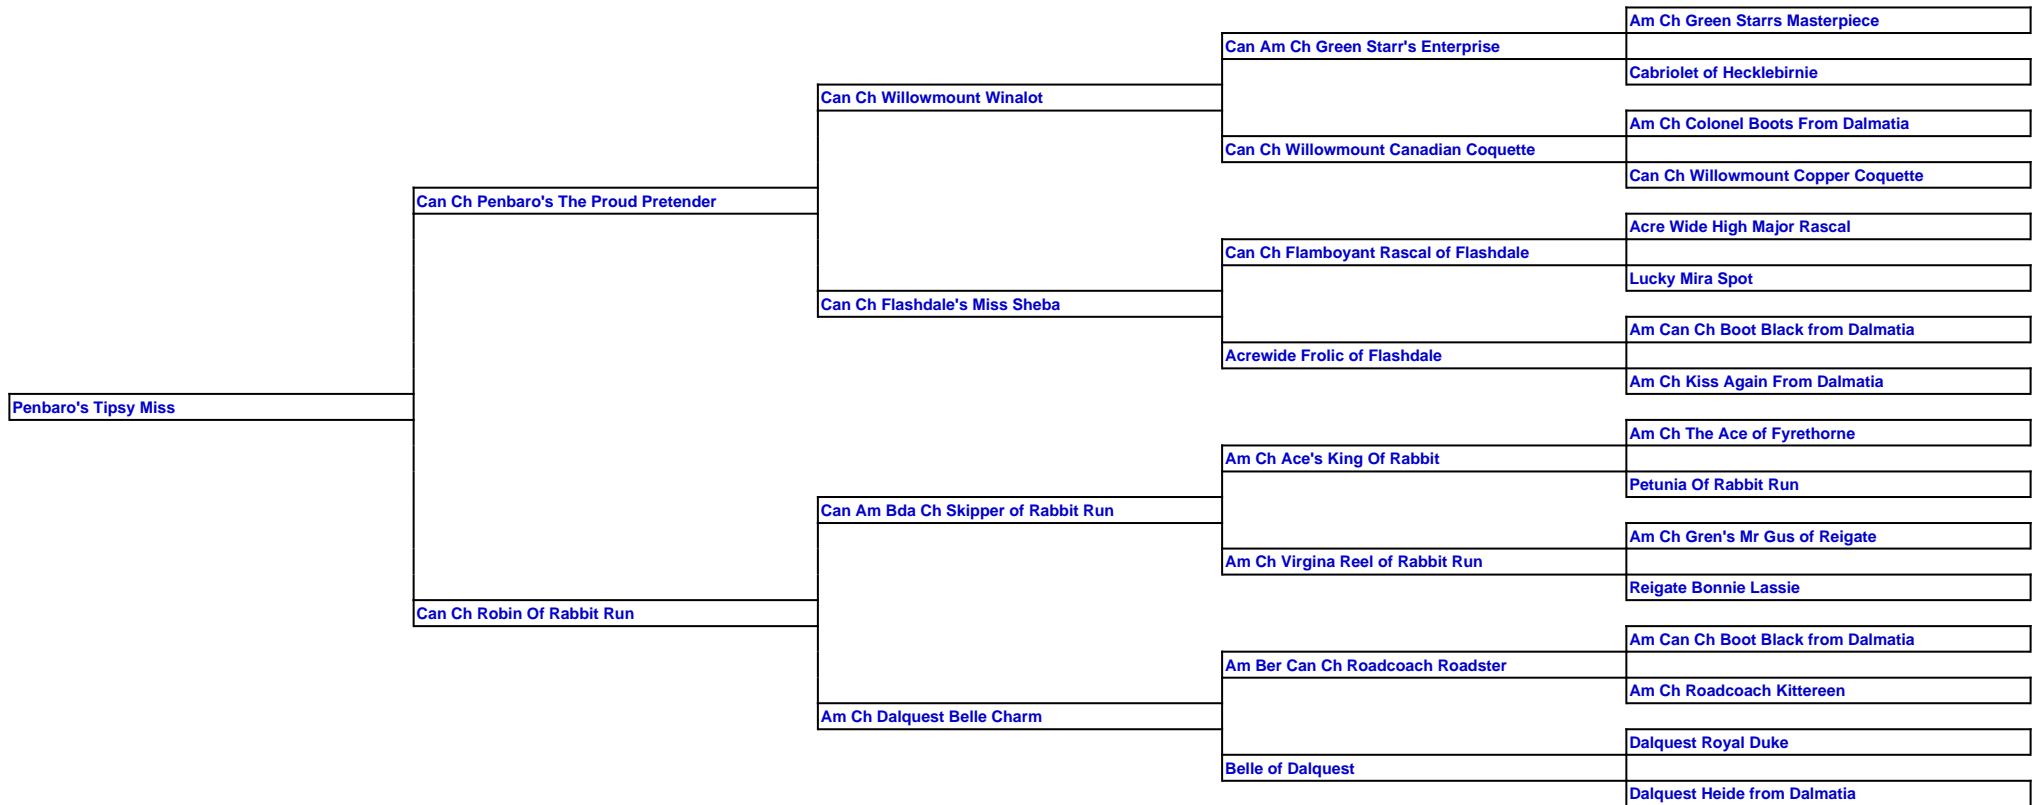 Am Ch Green Starrs Masterpiece
Can Am Ch Green Starr's Enterprise
Cabriolet of Hecklebirnie
Can Ch Willowmount Winalot
Am Ch Colonel Boots From Dalmatia
Can Ch Willowmount Canadian Coquette
Can Ch Willowmount Copper Coquette
Can Ch Penbaro's The Proud Pretender
Acre Wide High Major Rascal
Can Ch Flamboyant Rascal of Flashdale
Lucky Mira Spot
Can Ch Flashdale's Miss Sheba
Am Can Ch Boot Black from Dalmatia
Acrewide Frolic of Flashdale
Am Ch Kiss Again From Dalmatia
Penbaro's Tipsy Miss
Am Ch The Ace of Fyrethorne
Am Ch Ace's King Of Rabbit
Petunia Of Rabbit Run
Can Am Bda Ch Skipper of Rabbit Run
Am Ch Gren's Mr Gus of Reigate
Am Ch Virgina Reel of Rabbit Run
Reigate Bonnie Lassie
Can Ch Robin Of Rabbit Run
Am Can Ch Boot Black from Dalmatia
Am Ber Can Ch Roadcoach Roadster
Am Ch Roadcoach Kittereen
Am Ch Dalquest Belle Charm
Dalquest Royal Duke
Belle of Dalquest
Dalquest Heide from Dalmatia